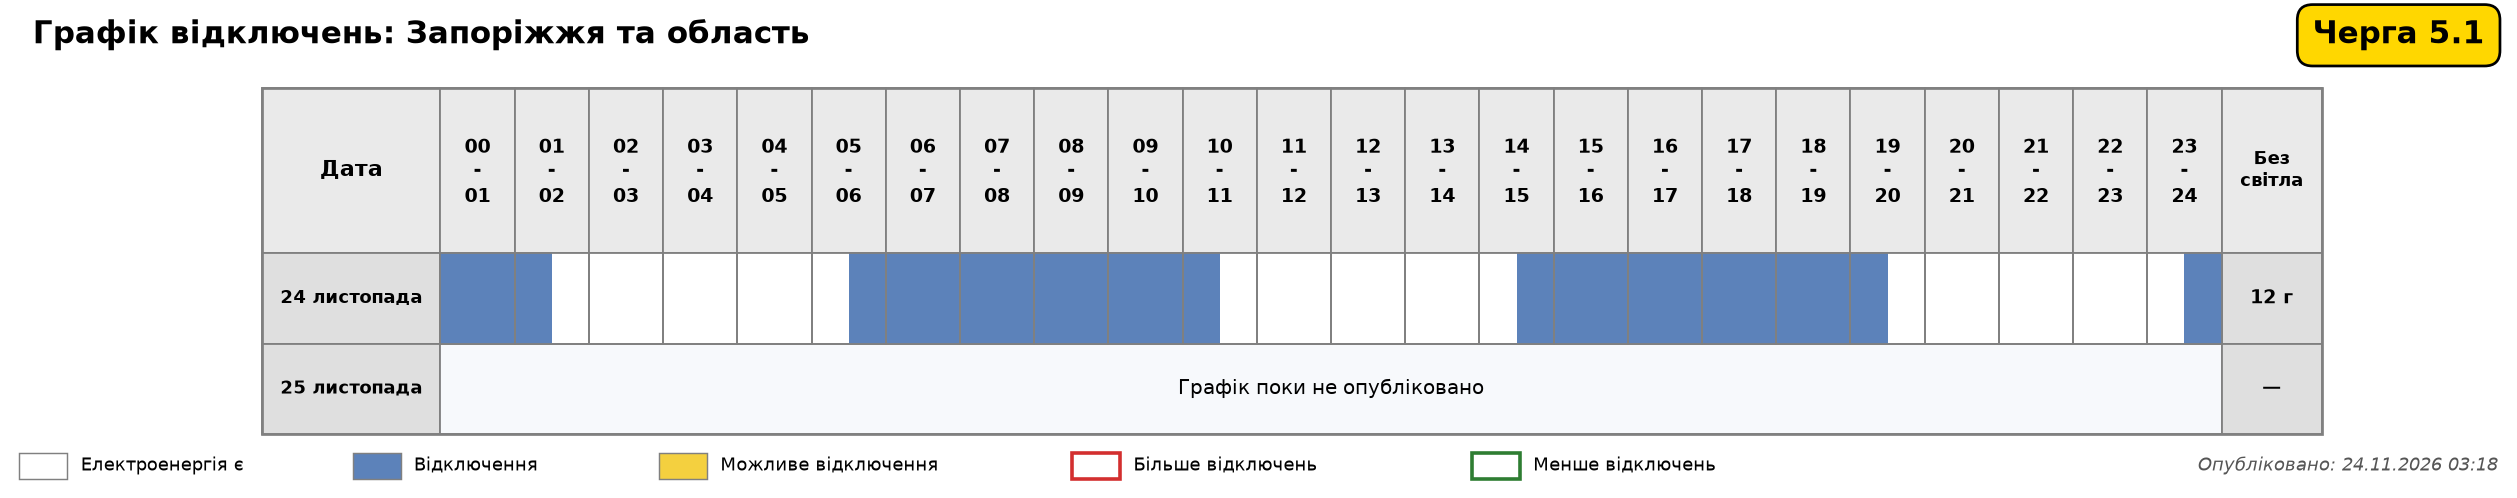 Графік відключень: Запоріжжя та область
Черга 5.1
Дата
00 - 01
01 - 02
02 - 03
03 - 04
04 - 05
05 - 06
06 - 07
07 - 08
08 - 09
09 - 10
10 - 11
11 - 12
12 - 13
13 - 14
14 - 15
15 - 16
16 - 17
17 - 18
18 - 19
19 - 20
20 - 21
21 - 22
22 - 23
23 - 24
Без
світла
24 листопада
12 г
25 листопада
Графік поки не опубліковано
—
Електроенергія є
Відключення
Можливе відключення
Більше відключень
Менше відключень
Опубліковано: 24.11.2026 03:18